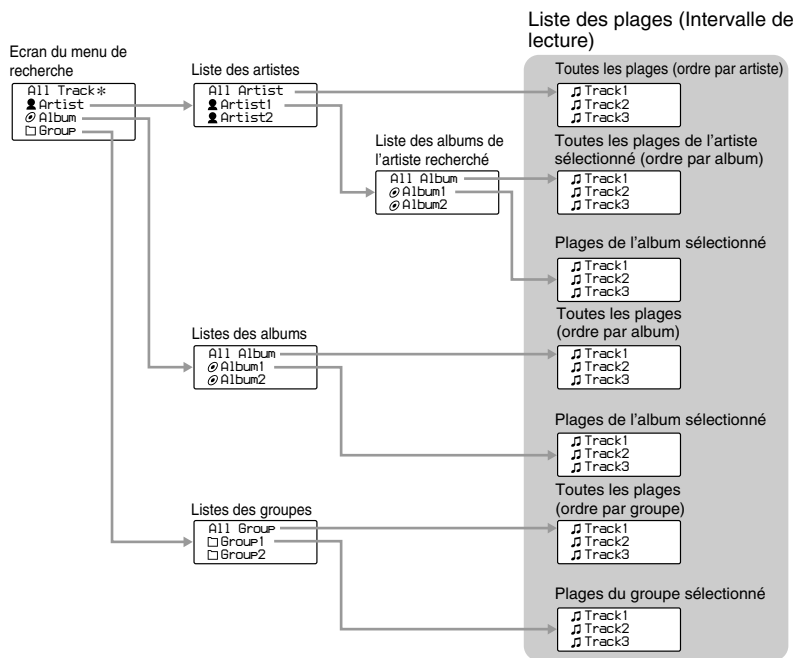 Liste des plages (Intervalle de
lecture)
Ecran du menu de
recherche
All Track*
Artist
Album
Group
Liste des artistes
All Artist
Artist1
Artist2
Toutes les plages (ordre par artiste)
Track1
Track2
Track3
Liste des albums de
l'artiste recherché
All Album
Album1
Album2
Toutes les plages de l'artiste
sélectionné (ordre par album)
Track1
Track2
Track3
Plages de l'album sélectionné
Track1
Track2
Track3
Listes des albums
All Album
Album1
Album2
Toutes les plages
(ordre par album)
Track1
Track2
Track3
Plages de l'album sélectionné
Track1
Track2
Track3
Listes des groupes
All Group
Group1
Group2
Toutes les plages
(ordre par groupe)
Track1
Track2
Track3
Plages du groupe sélectionné
Track1
Track2
Track3